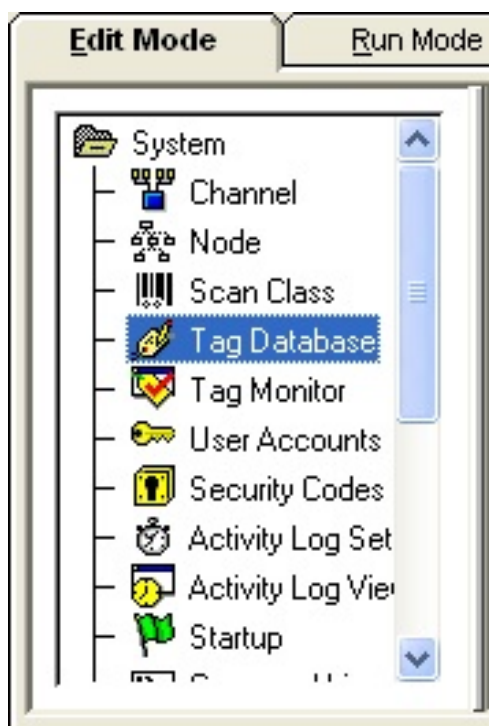 Edit Mode
Run Mode
System
Channel
Node
Scan Class
Tag Database
Tag Monitor
User Accounts
Security Codes
Activity Log Set
Activity Log Vie
Startup